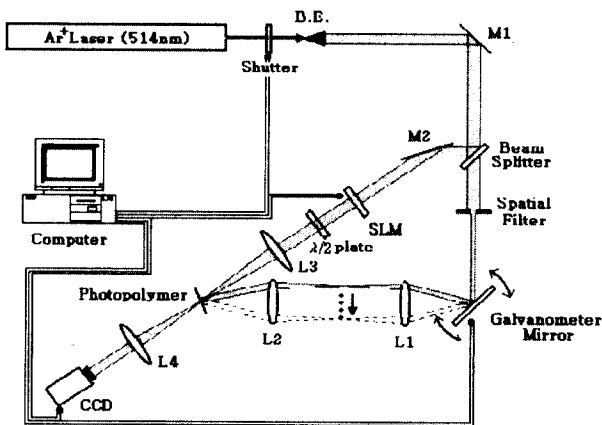 B.E.
Ar+ Laser (514nm)
M1
Shutter
M2
Beam
Splitter
SLM
Spatial
Filter
λ/2 plate
Computer
L3
Photopolymer
L2
L1
Galvanometer
Mirror
L4
CCD